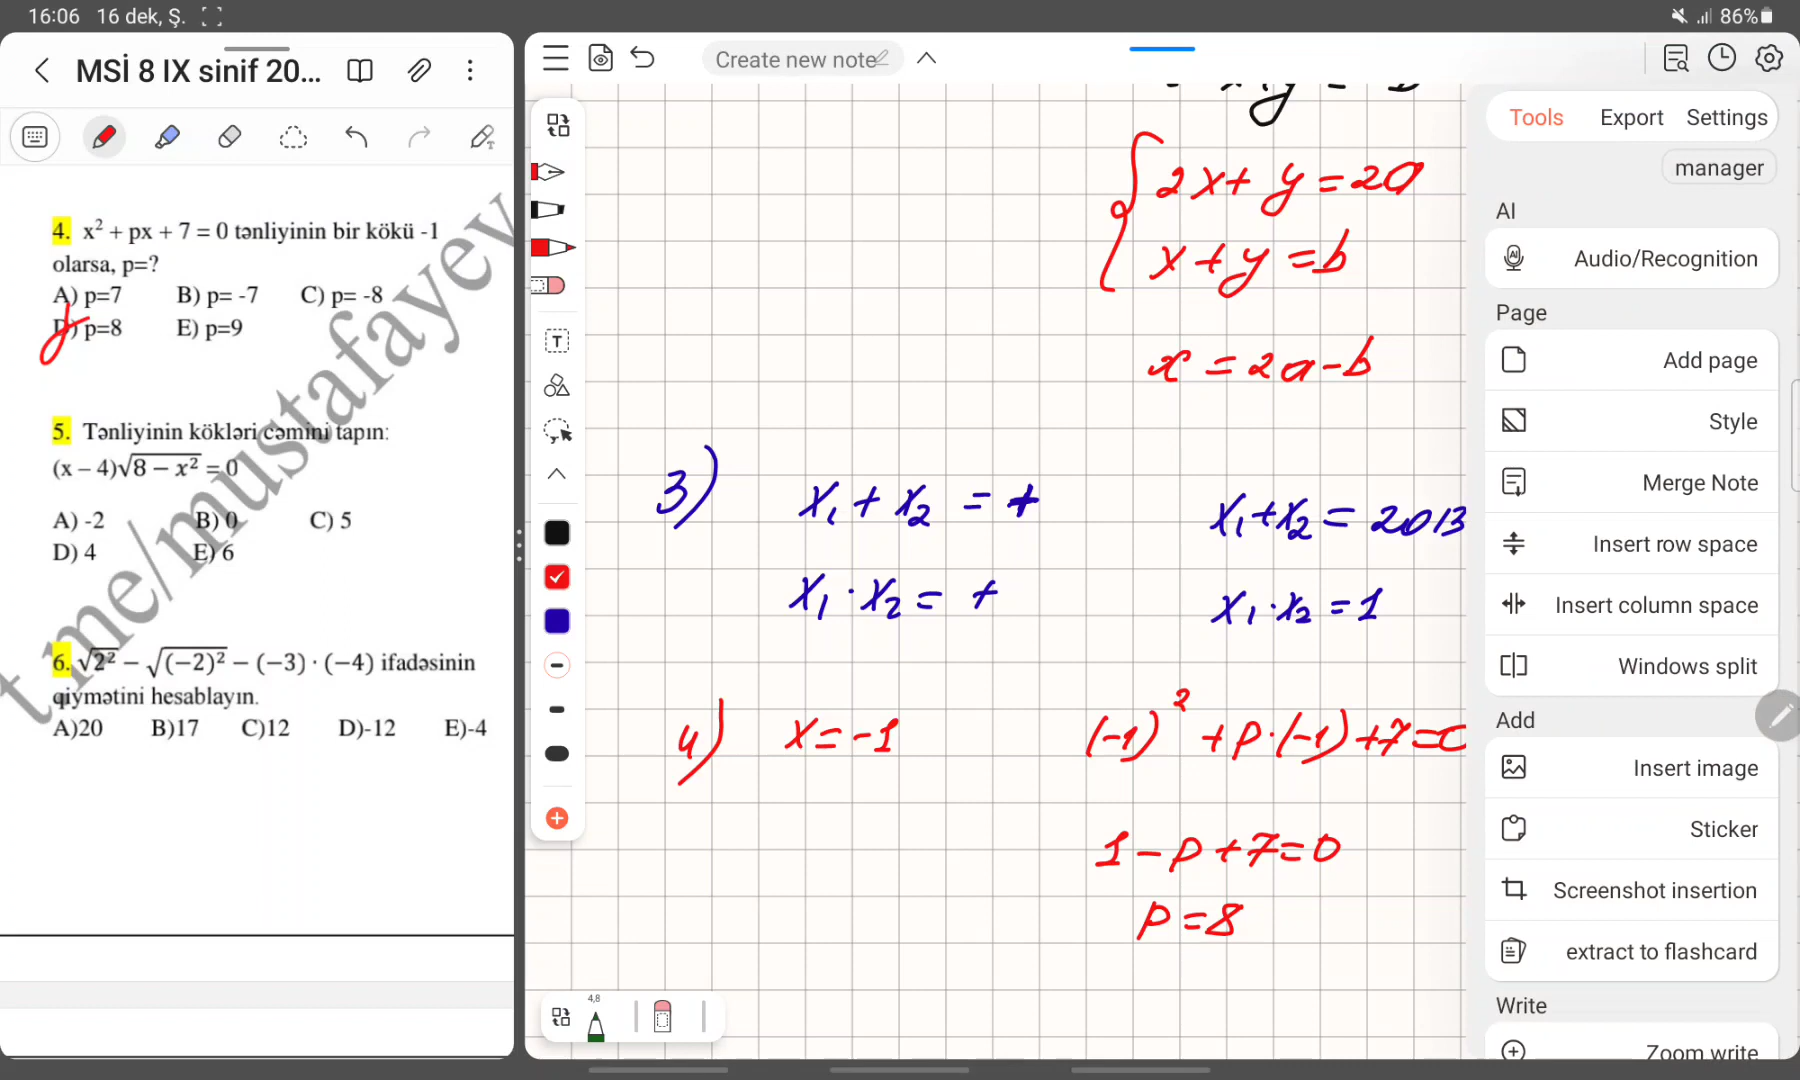 16:06 16 dek, Ş.
86%
MSİ 8 IX sinif 20...
4. x² + px + 7 = 0 tənliyinin bir kökü -1
olarsa, p=?
A) p=7 B) p= -7 C) p= -8
D) p=8 E) p=9
5. Tənliyinin kökləri cəmini tapın:
(x – 4)√8 − x² = 0
A) -2 B) 0 C) 5
D) 4 E) 6
6. √2² − √(−2)² − (−3) · (−4) ifadəsinin
qiymətini hesablayın.
A)20 B)17 C)12 D)-12 E)-4
t.me/mustafayev
Create new note
2x+y=2a
x+y=b
x=2a-b
3) x₁+x₂=+ x₁+x₂=2013
x₁·x₂=+ x₁·x₂=1
4) x=-1 (-1)²+p·(-1)+7=0
1-p+7=0
p=8
4,8
Tools Export Settings
manager
AI
Audio/Recognition
Page
Add page
Style
Merge Note
Insert row space
Insert column space
Windows split
Add
Insert image
Sticker
Screenshot insertion
extract to flashcard
Write
Zoom write